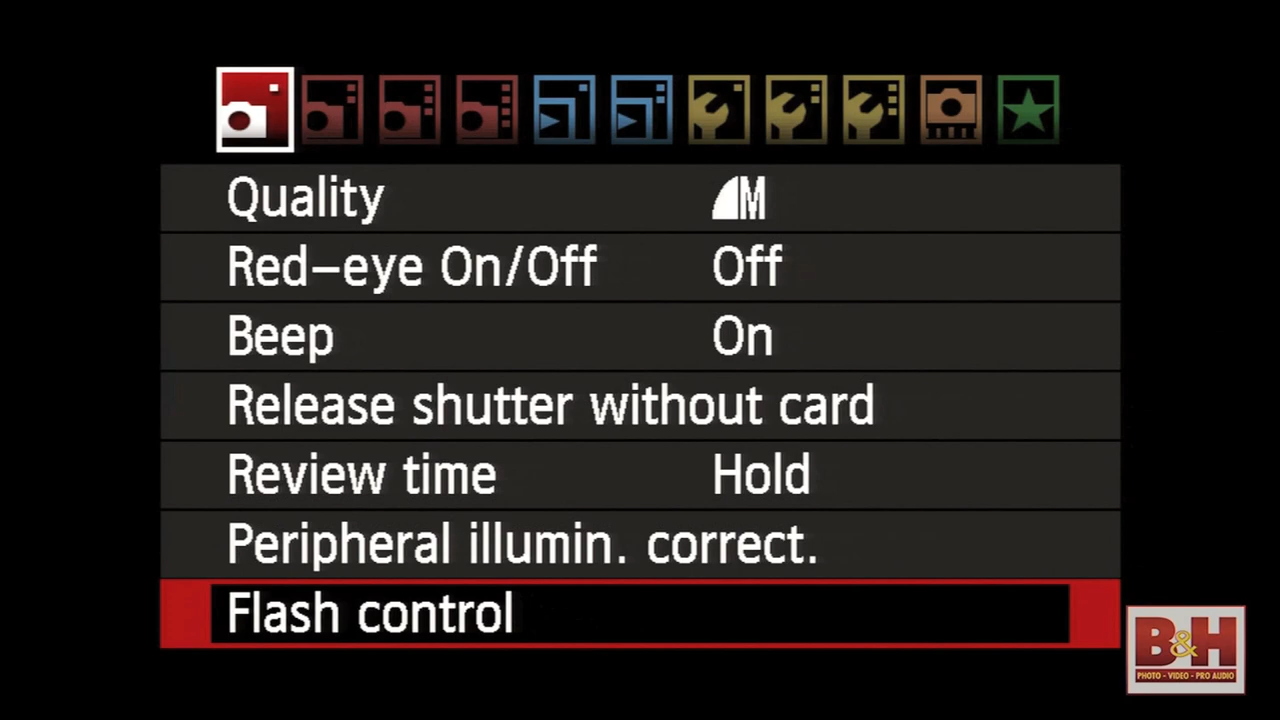 Quality M
Red-eye On/Off Off
Beep On
Release shutter without card
Review time Hold
Peripheral illumin. correct.
Flash control
B&H
PHOTO - VIDEO - PRO AUDIO